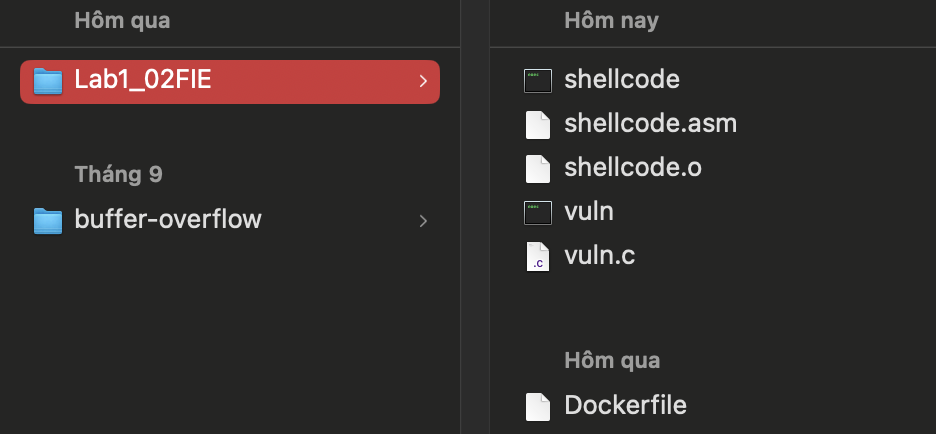 Hôm qua
Lab1_02FIE
Tháng 9
buffer-overflow
Hôm nay
shellcode
shellcode.asm
shellcode.o
vuln
.c
vuln.c
Hôm qua
Dockerfile